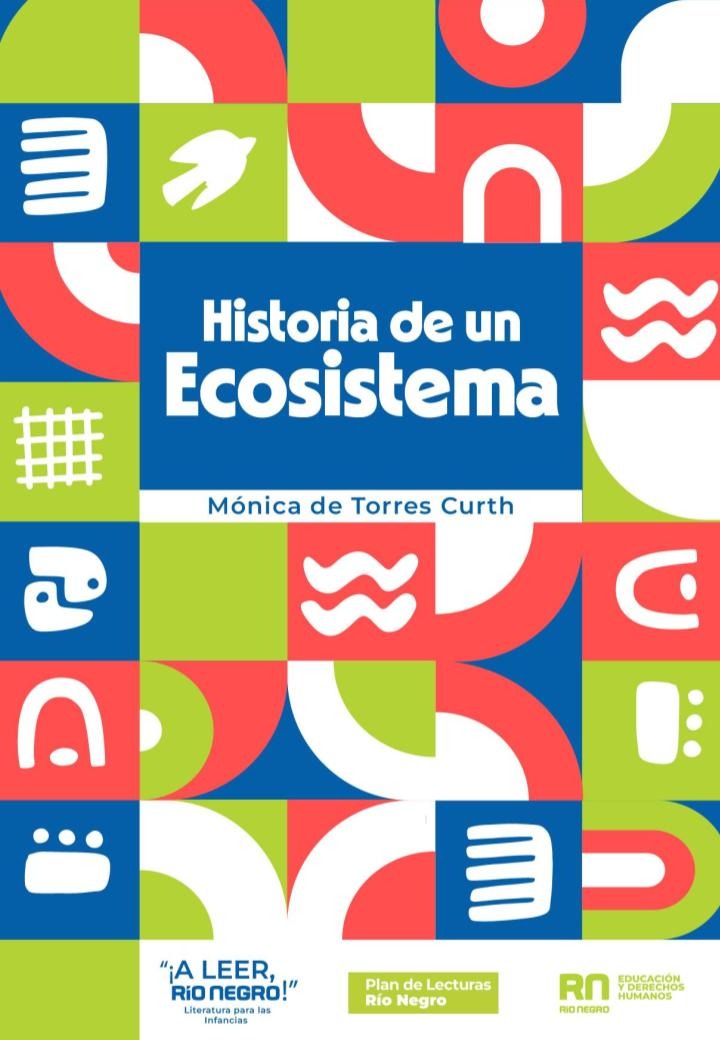 Historia de un
Ecosistema
Mónica de Torres Curth
“¡A LEER,
RÍO NEGRO!”
Literatura para las
Infancias
Plan de Lecturas
Río Negro
RN
RÍO NEGRO
EDUCACIÓN
Y DERECHOS
HUMANOS